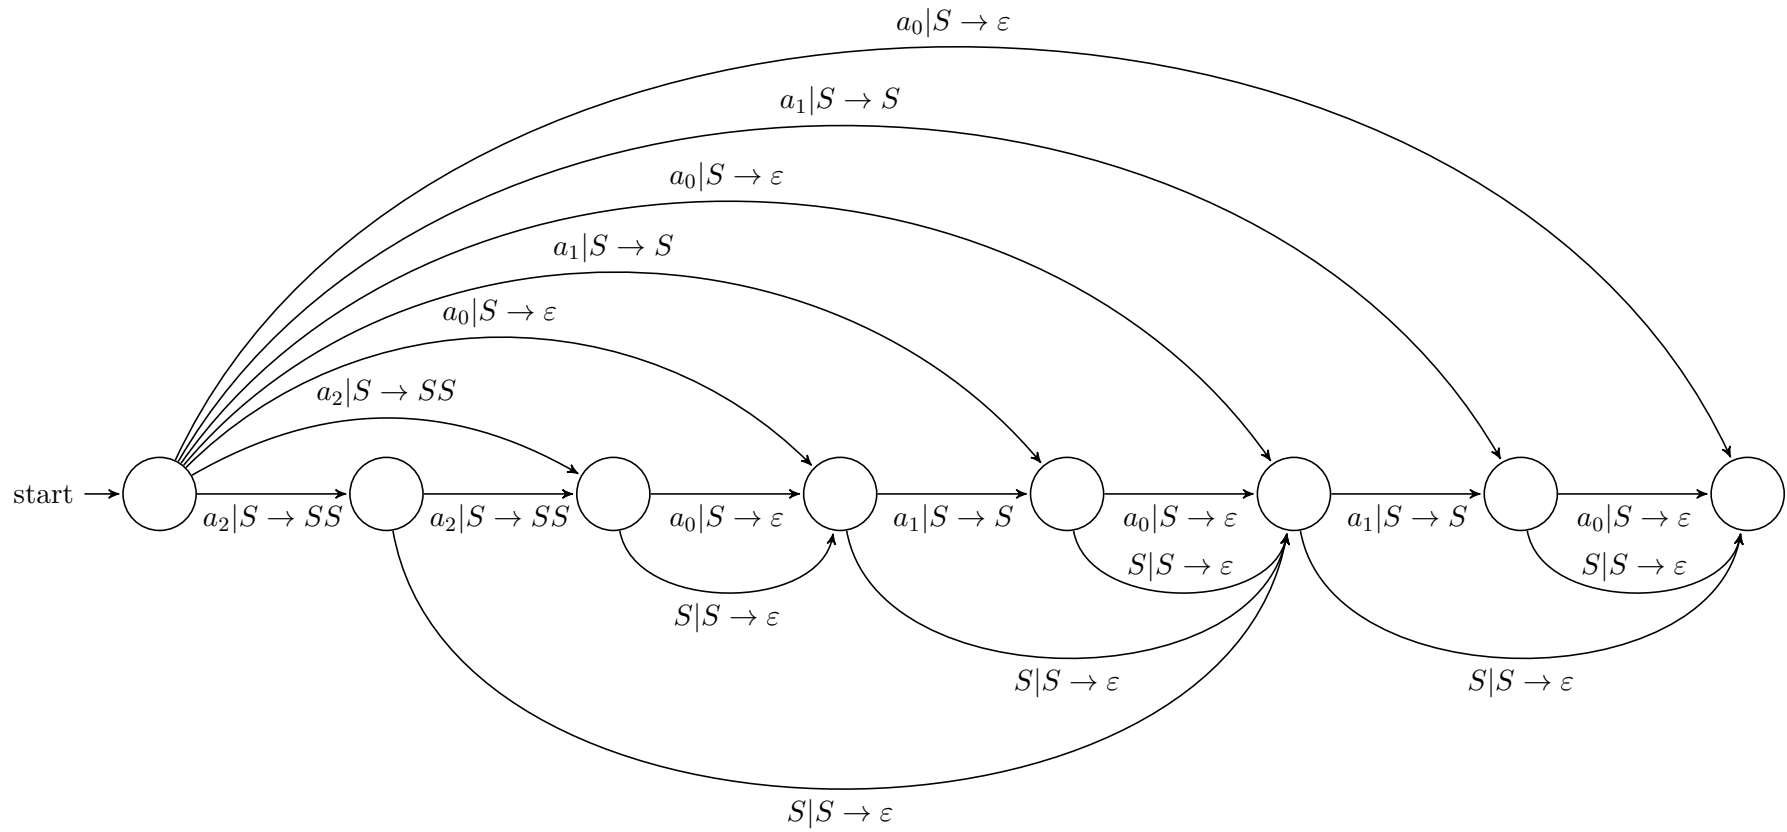 a₀|S → ε
a₁|S → S
a₀|S → ε
a₁|S → S
a₀|S → ε
a₂|S → SS
start
a₂|S → SS
a₂|S → SS
a₀|S → ε
a₁|S → S
a₀|S → ε
a₁|S → S
a₀|S → ε
S|S → ε
S|S → ε
S|S → ε
S|S → ε
S|S → ε
S|S → ε